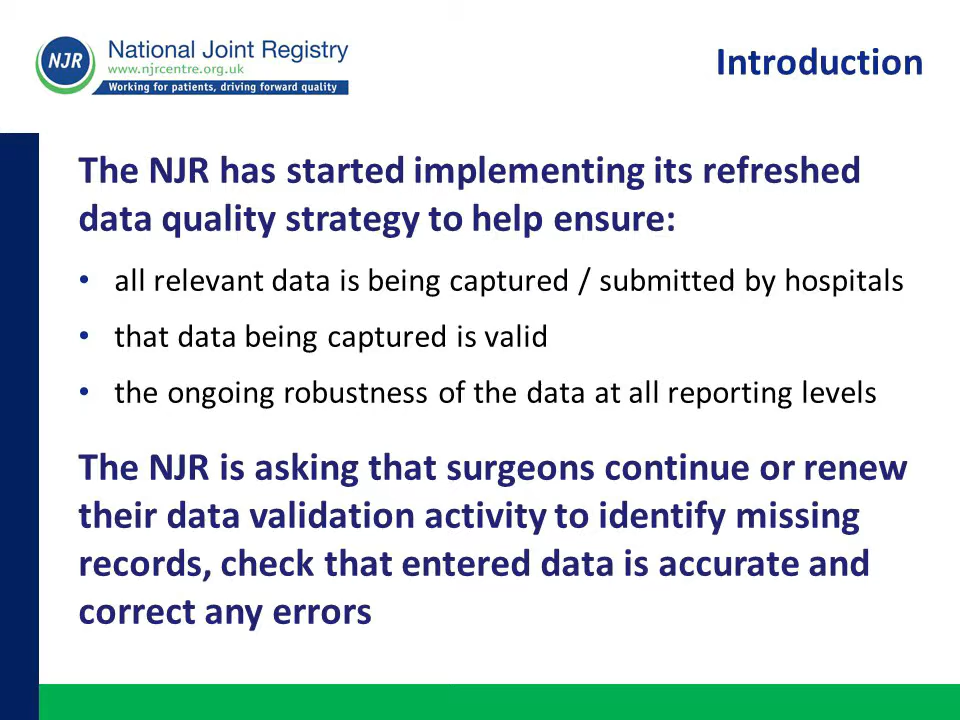 NJR
National Joint Registry
www.njrcentre.org.uk
Working for patients, driving forward quality
Introduction
The NJR has started implementing its refreshed
data quality strategy to help ensure:
• all relevant data is being captured / submitted by hospitals
• that data being captured is valid
• the ongoing robustness of the data at all reporting levels
The NJR is asking that surgeons continue or renew
their data validation activity to identify missing
records, check that entered data is accurate and
correct any errors